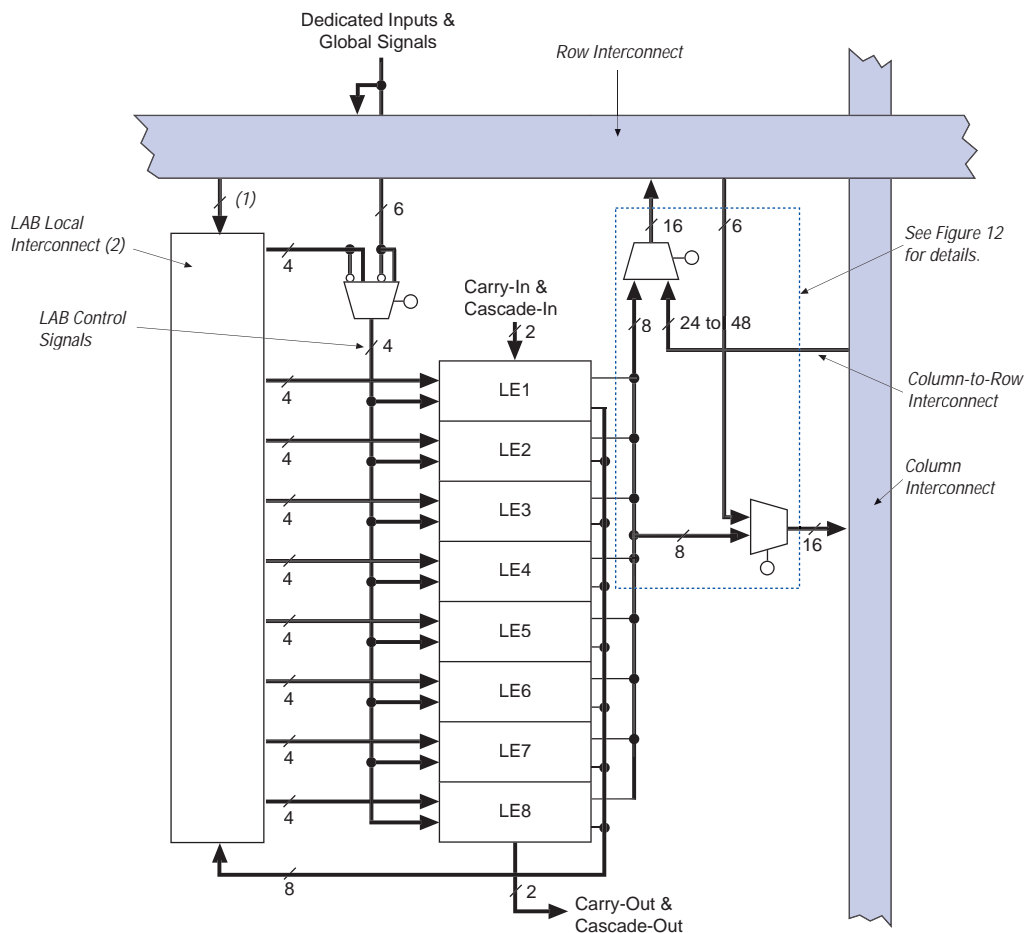 Dedicated Inputs &
Global Signals
Row Interconnect
(1)
6
16
6
LAB Local
Interconnect (2)
See Figure 12
for details.
4
Carry-In &
Cascade-In
LAB Control
Signals
4
2
8
24 to 48
Column-to-Row
Interconnect
LE1
4
LE2
4
Column
Interconnect
LE3
4
8
16
LE4
4
LE5
4
LE6
4
LE7
4
LE8
4
8
2
Carry-Out &
Cascade-Out